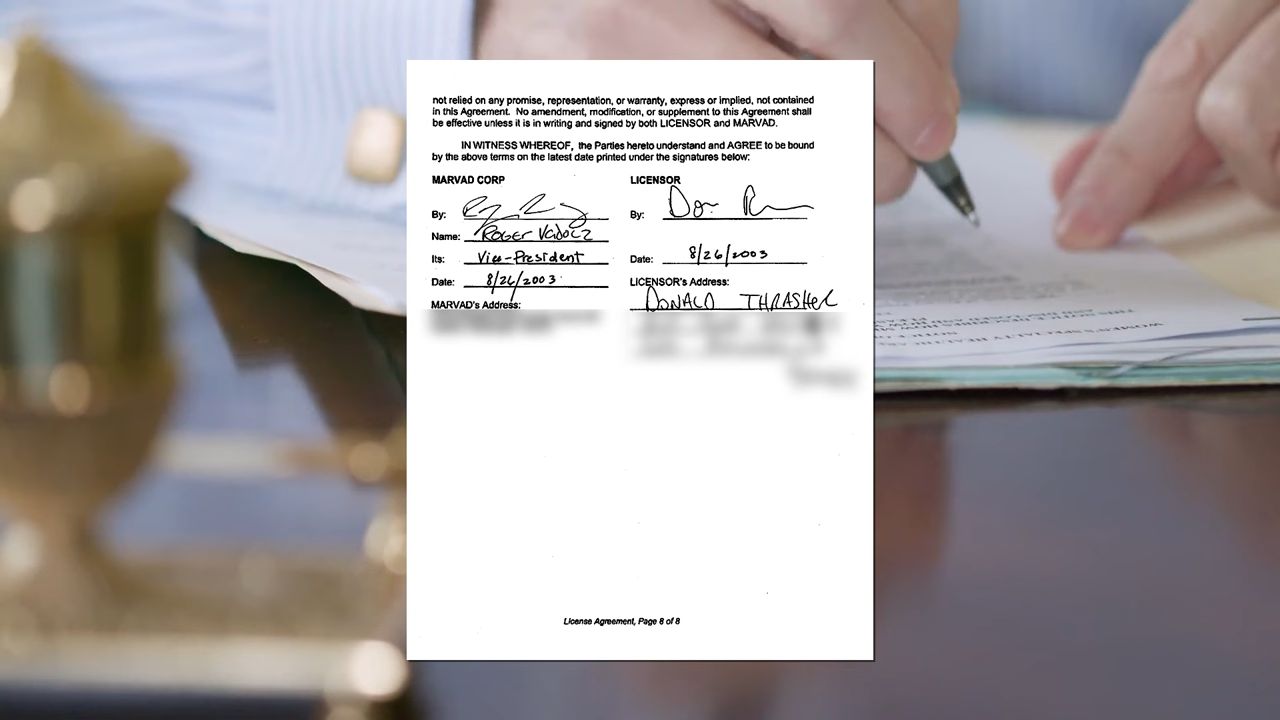 not relied on any promise, representation, or warranty, express or implied, not contained
in this Agreement. No amendment, modification, or supplement to this Agreement shall
be effective unless it is in writing and signed by both LICENSOR and MARVAD.
IN WITNESS WHEREOF, the Parties hereto understand and AGREE to be bound
by the above terms on the latest date printed under the signatures below:
MARVAD CORP
By:
Name: ROGER
Its: Vice-President
Date: 8/26/2003
MARVAD's Address:
LICENSOR
By:
Date: 8/26/2003
LICENSOR's Address:
DONALD THRASHER
License Agreement, Page 8 of 8